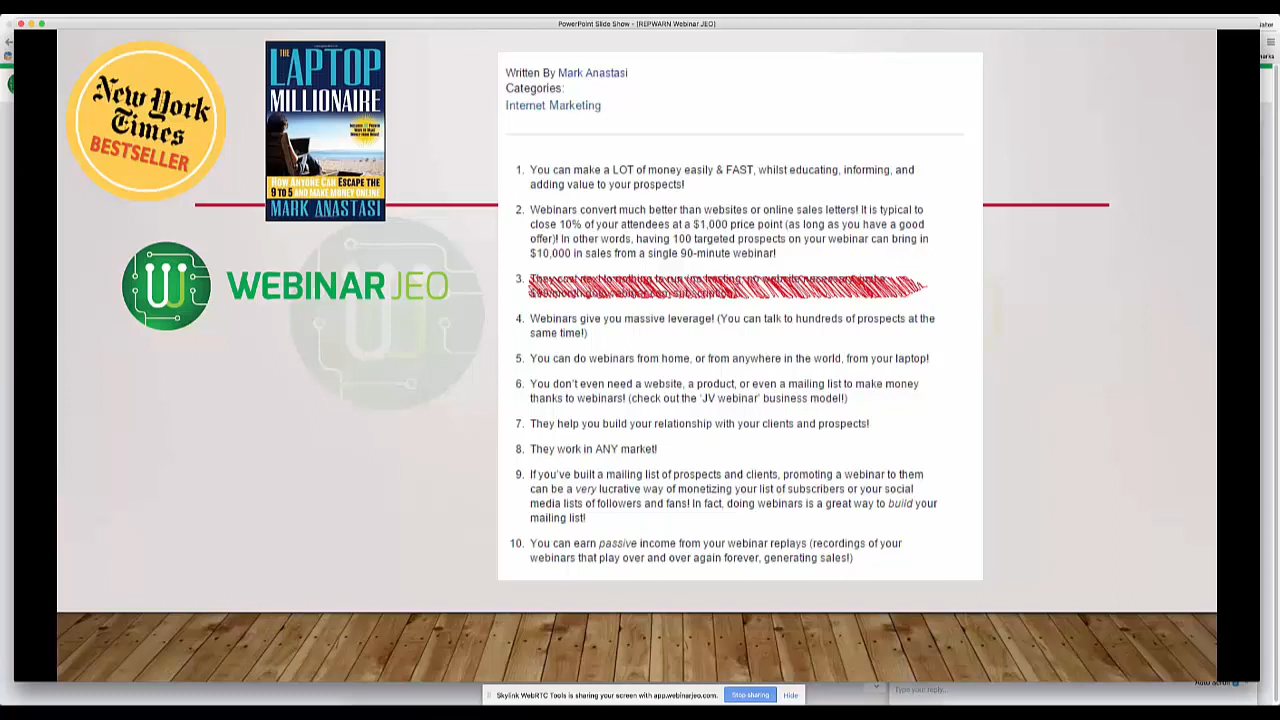 PowerPoint Slide Show - [REPWARN Webinar JEO]
New York
Times
BESTSELLER
THE
LAPTOP
MILLIONAIRE
HOW ANYONE CAN ESCAPE THE
9 TO 5 AND MAKE MONEY ONLINE
MARK ANASTASI
WEBINAR JEO
Written By Mark Anastasi
Categories:
Internet Marketing
1. You can make a LOT of money easily & FAST, whilst educating, informing, and
adding value to your prospects!
2. Webinars convert much better than websites or online sales letters! It is typical to
close 10% of your attendees at a $1,000 price point (as long as you have a good
offer)! In other words, having 100 targeted prospects on your webinar can bring in
$10,000 in sales from a single 90-minute webinar!
3.
4. Webinars give you massive leverage! (You can talk to hundreds of prospects at the
same time!)
5. You can do webinars from home, or from anywhere in the world, from your laptop!
6. You don't even need a website, a product, or even a mailing list to make money
thanks to webinars! (check out the 'JV webinar' business model!)
7. They help you build your relationship with your clients and prospects!
8. They work in ANY market!
9. If you've built a mailing list of prospects and clients, promoting a webinar to them
can be a very lucrative way of monetizing your list of subscribers or your social
media lists of followers and fans! In fact, doing webinars is a great way to build your
mailing list!
10. You can earn passive income from your webinar replays (recordings of your
webinars that play over and over again forever, generating sales!)
Skylink WebRTC Tools is sharing your screen with app.webinarjeo.com. Stop sharing Hide
Auto Scroll
Type your reply...